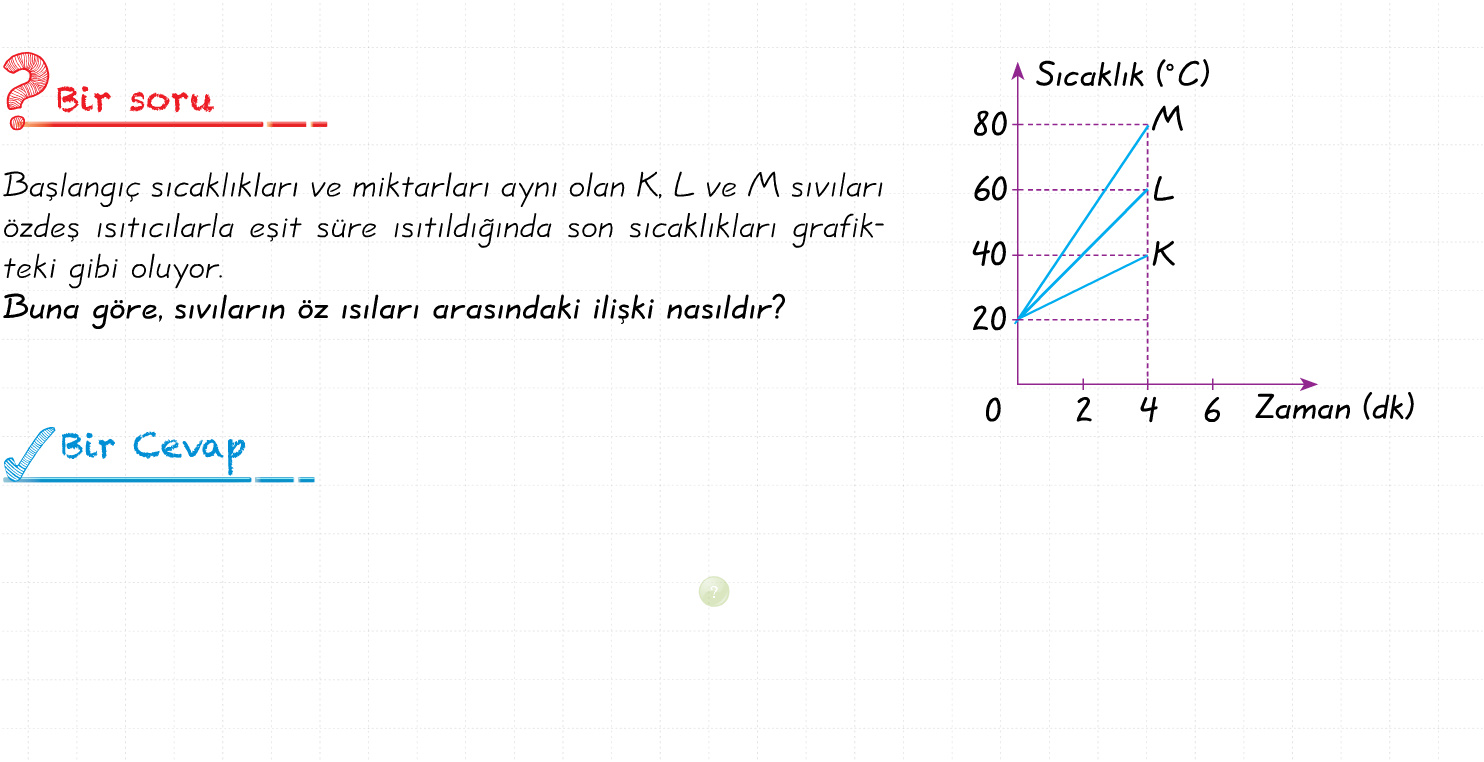 ?
Bir soru
Başlangıç sıcaklıkları ve miktarları aynı olan K, L ve M sıvıları
özdeş ısıtıcılarla eşit süre ısıtıldığında son sıcaklıkları grafik-
teki gibi oluyor.
Buna göre, sıvıların öz ısıları arasındaki ilişki nasıldır?
Sıcaklık (°C)
80 M
60 L
40 K
20
0 2 4 6 Zaman (dk)
Bir Cevap
?